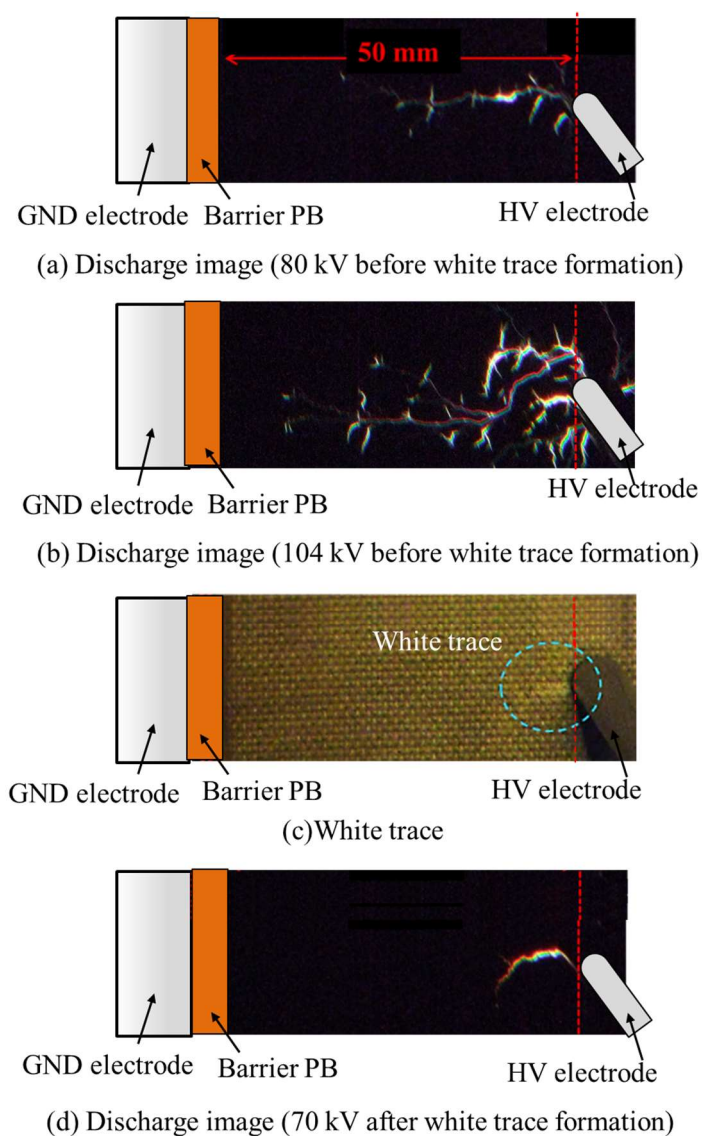 50 mm
GND electrode
Barrier PB
HV electrode
(a) Discharge image (80 kV before white trace formation)
GND electrode
Barrier PB
HV electrode
(b) Discharge image (104 kV before white trace formation)
White trace
GND electrode
Barrier PB
HV electrode
(c)White trace
GND electrode
Barrier PB
HV electrode
(d) Discharge image (70 kV after white trace formation)